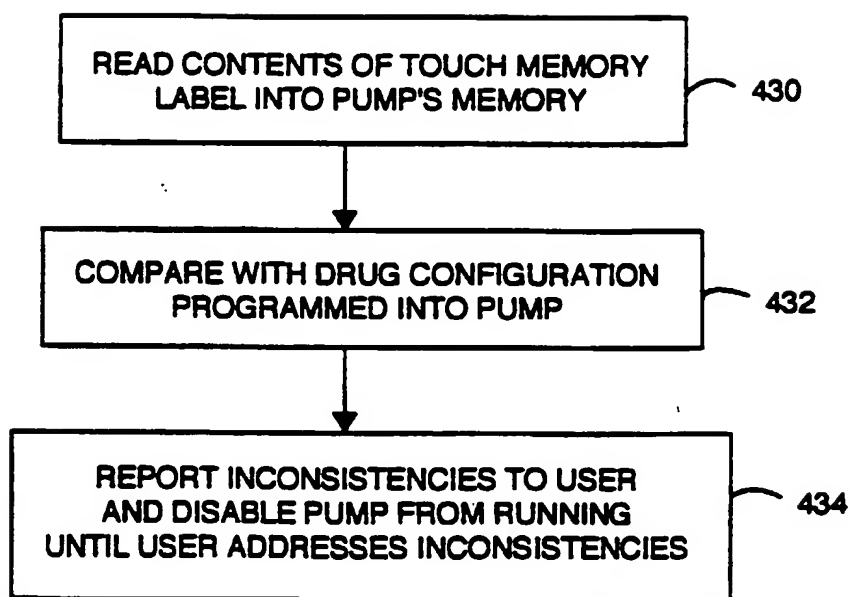 READ CONTENTS OF TOUCH MEMORY
LABEL INTO PUMP'S MEMORY
430
COMPARE WITH DRUG CONFIGURATION
PROGRAMMED INTO PUMP
432
REPORT INCONSISTENCIES TO USER
AND DISABLE PUMP FROM RUNNING
UNTIL USER ADDRESSES INCONSISTENCIES
434